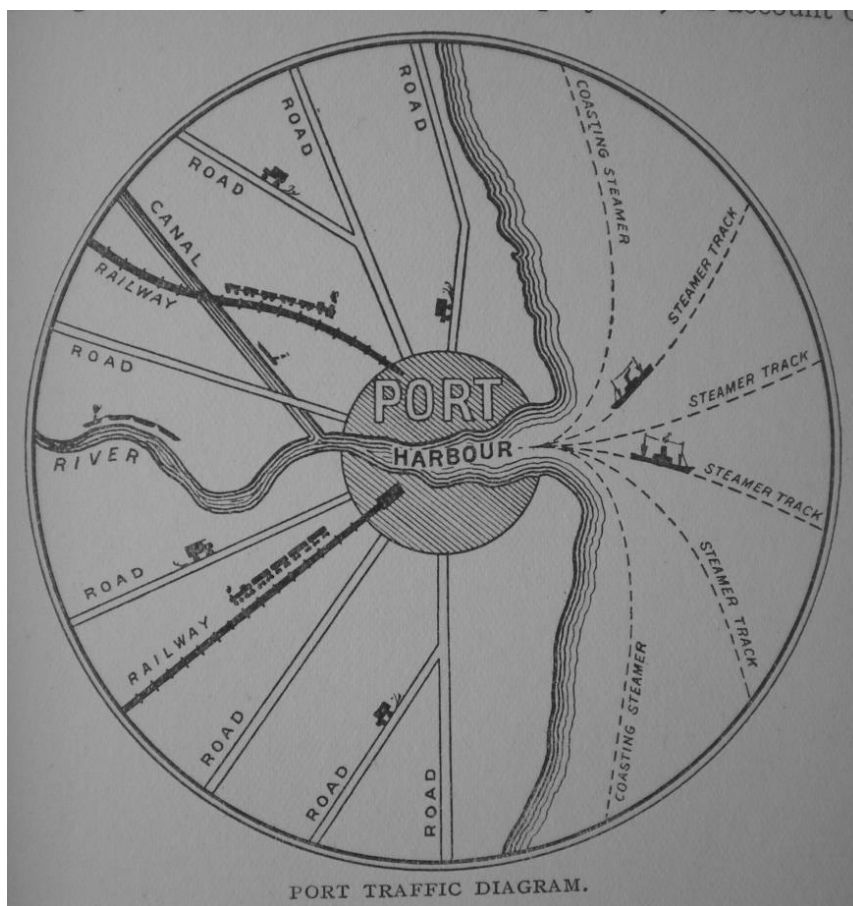 account
ROAD
ROAD
ROAD
CANAL
RAILWAY
ROAD
RIVER
ROAD
RAILWAY
ROAD
ROAD
ROAD
PORT
HARBOUR
COASTING STEAMER
STEAMER TRACK
STEAMER TRACK
STEAMER TRACK
STEAMER TRACK
COASTING STEAMER
PORT TRAFFIC DIAGRAM.